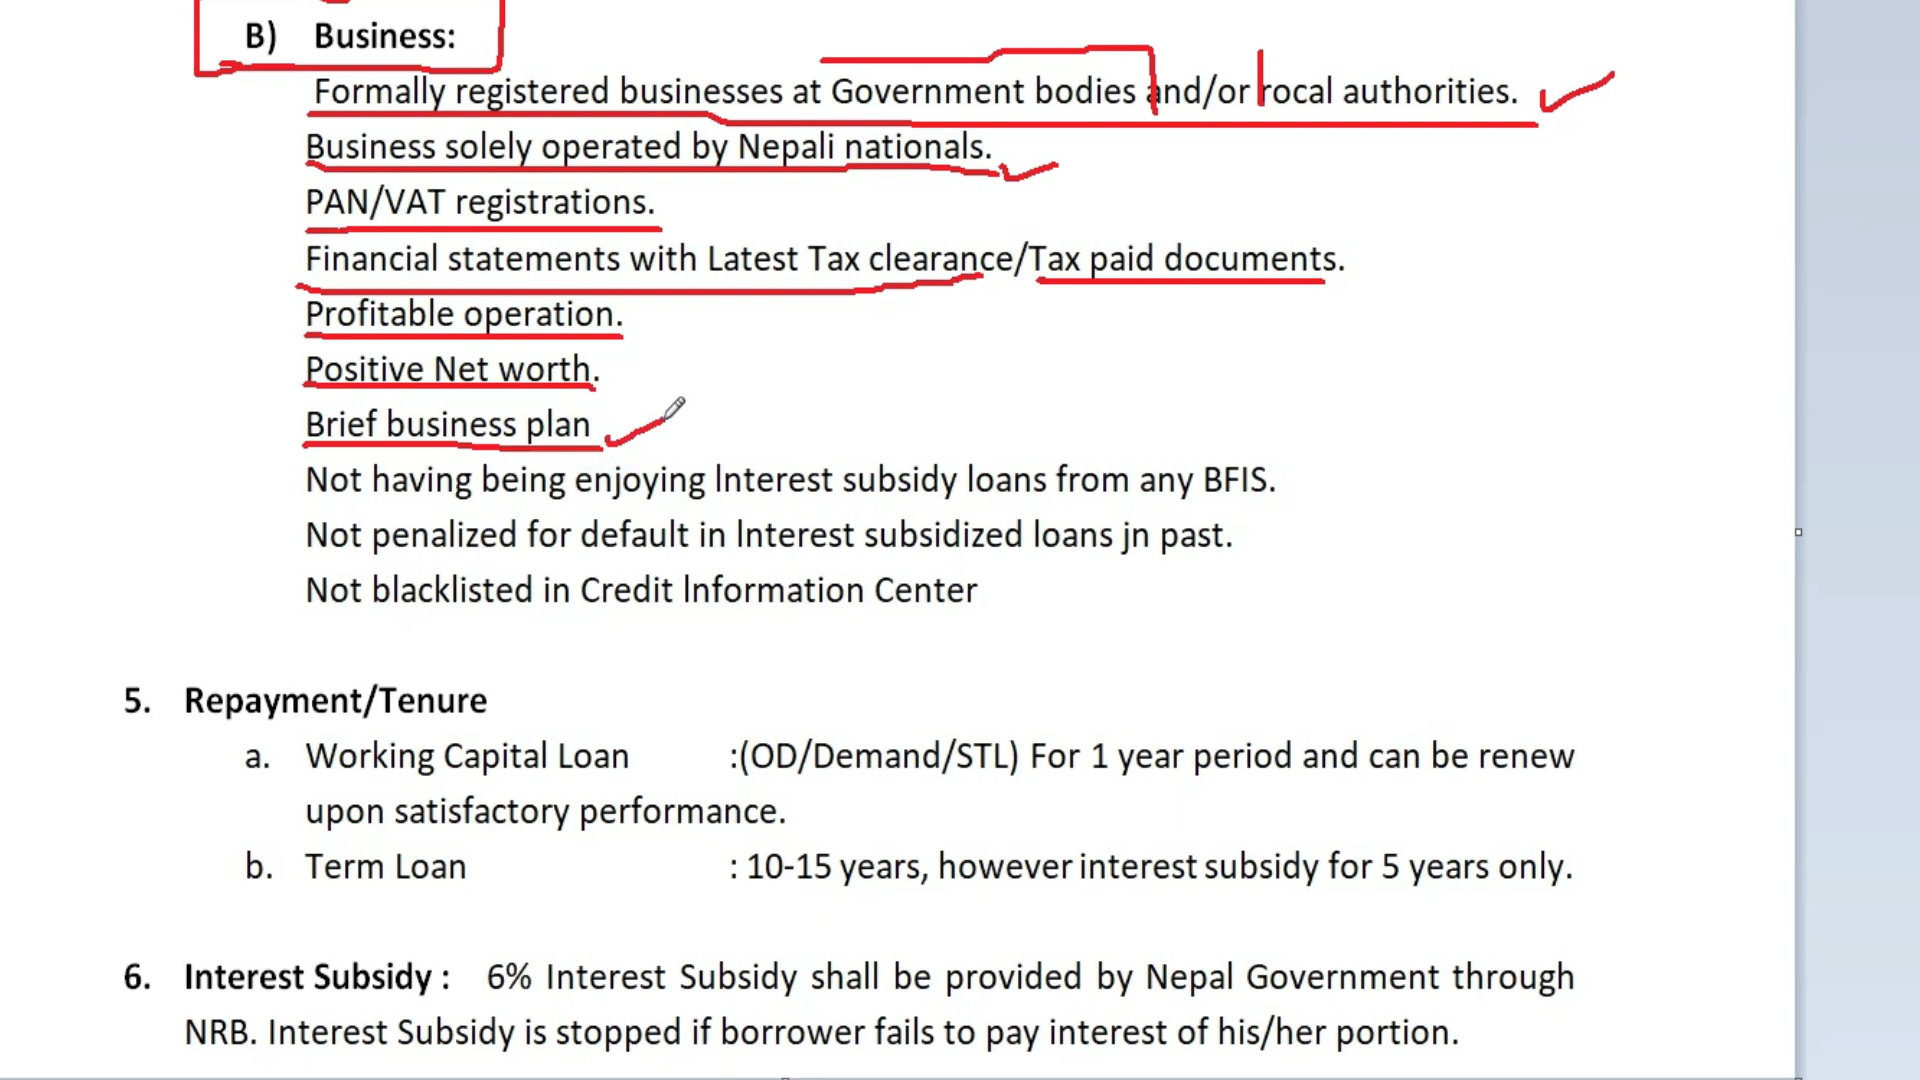 B) Business:
Formally registered businesses at Government bodies and/or rocal authorities.
Business solely operated by Nepali nationals.
PAN/VAT registrations.
Financial statements with Latest Tax clearance/Tax paid documents.
Profitable operation.
Positive Net worth.
Brief business plan
Not having being enjoying lnterest subsidy loans from any BFIS.
Not penalized for default in lnterest subsidized loans jn past.
Not blacklisted in Credit lnformation Center
5. Repayment/Tenure
a. Working Capital Loan :(OD/Demand/STL) For 1 year period and can be renew
upon satisfactory performance.
b. Term Loan : 10-15 years, however interest subsidy for 5 years only.
6. Interest Subsidy : 6% Interest Subsidy shall be provided by Nepal Government through
NRB. Interest Subsidy is stopped if borrower fails to pay interest of his/her portion.